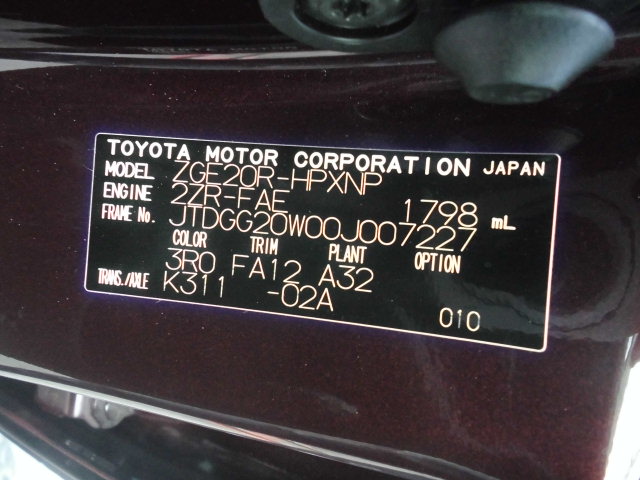 TOYOTA MOTOR CORPORATION JAPAN
MODEL ZGE20R-HPXNP
ENGINE 2ZR-FAE 1798 mL
FRAME No. JTDGG20W00J007227
COLOR TRIM PLANT OPTION
3R0 FA12 A32
TRANS./AXLE K311 -02A
010